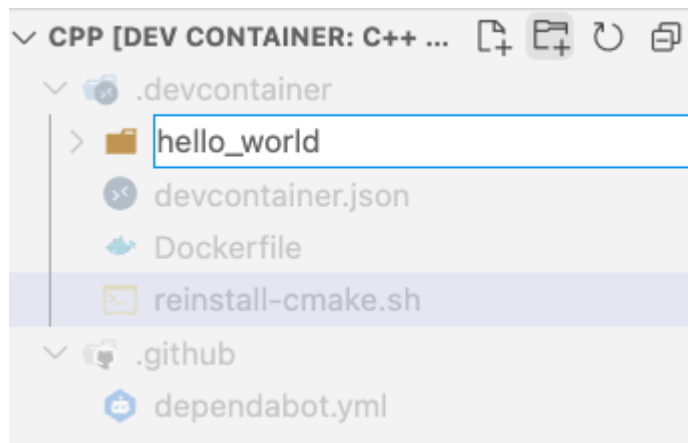 CPP [DEV CONTAINER: C++ ...
.devcontainer
hello_world
devcontainer.json
Dockerfile
reinstall-cmake.sh
.github
dependabot.yml